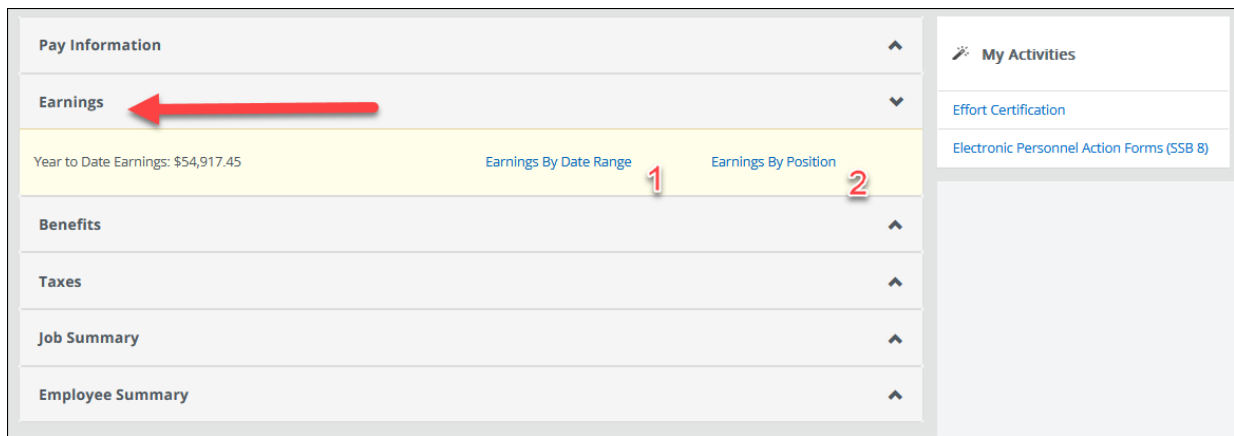 Pay Information
Earnings
Year to Date Earnings: $54,917.45 Earnings By Date Range 1 Earnings By Position 2
Benefits
Taxes
Job Summary
Employee Summary
My Activities
Effort Certification
Electronic Personnel Action Forms (SSB 8)